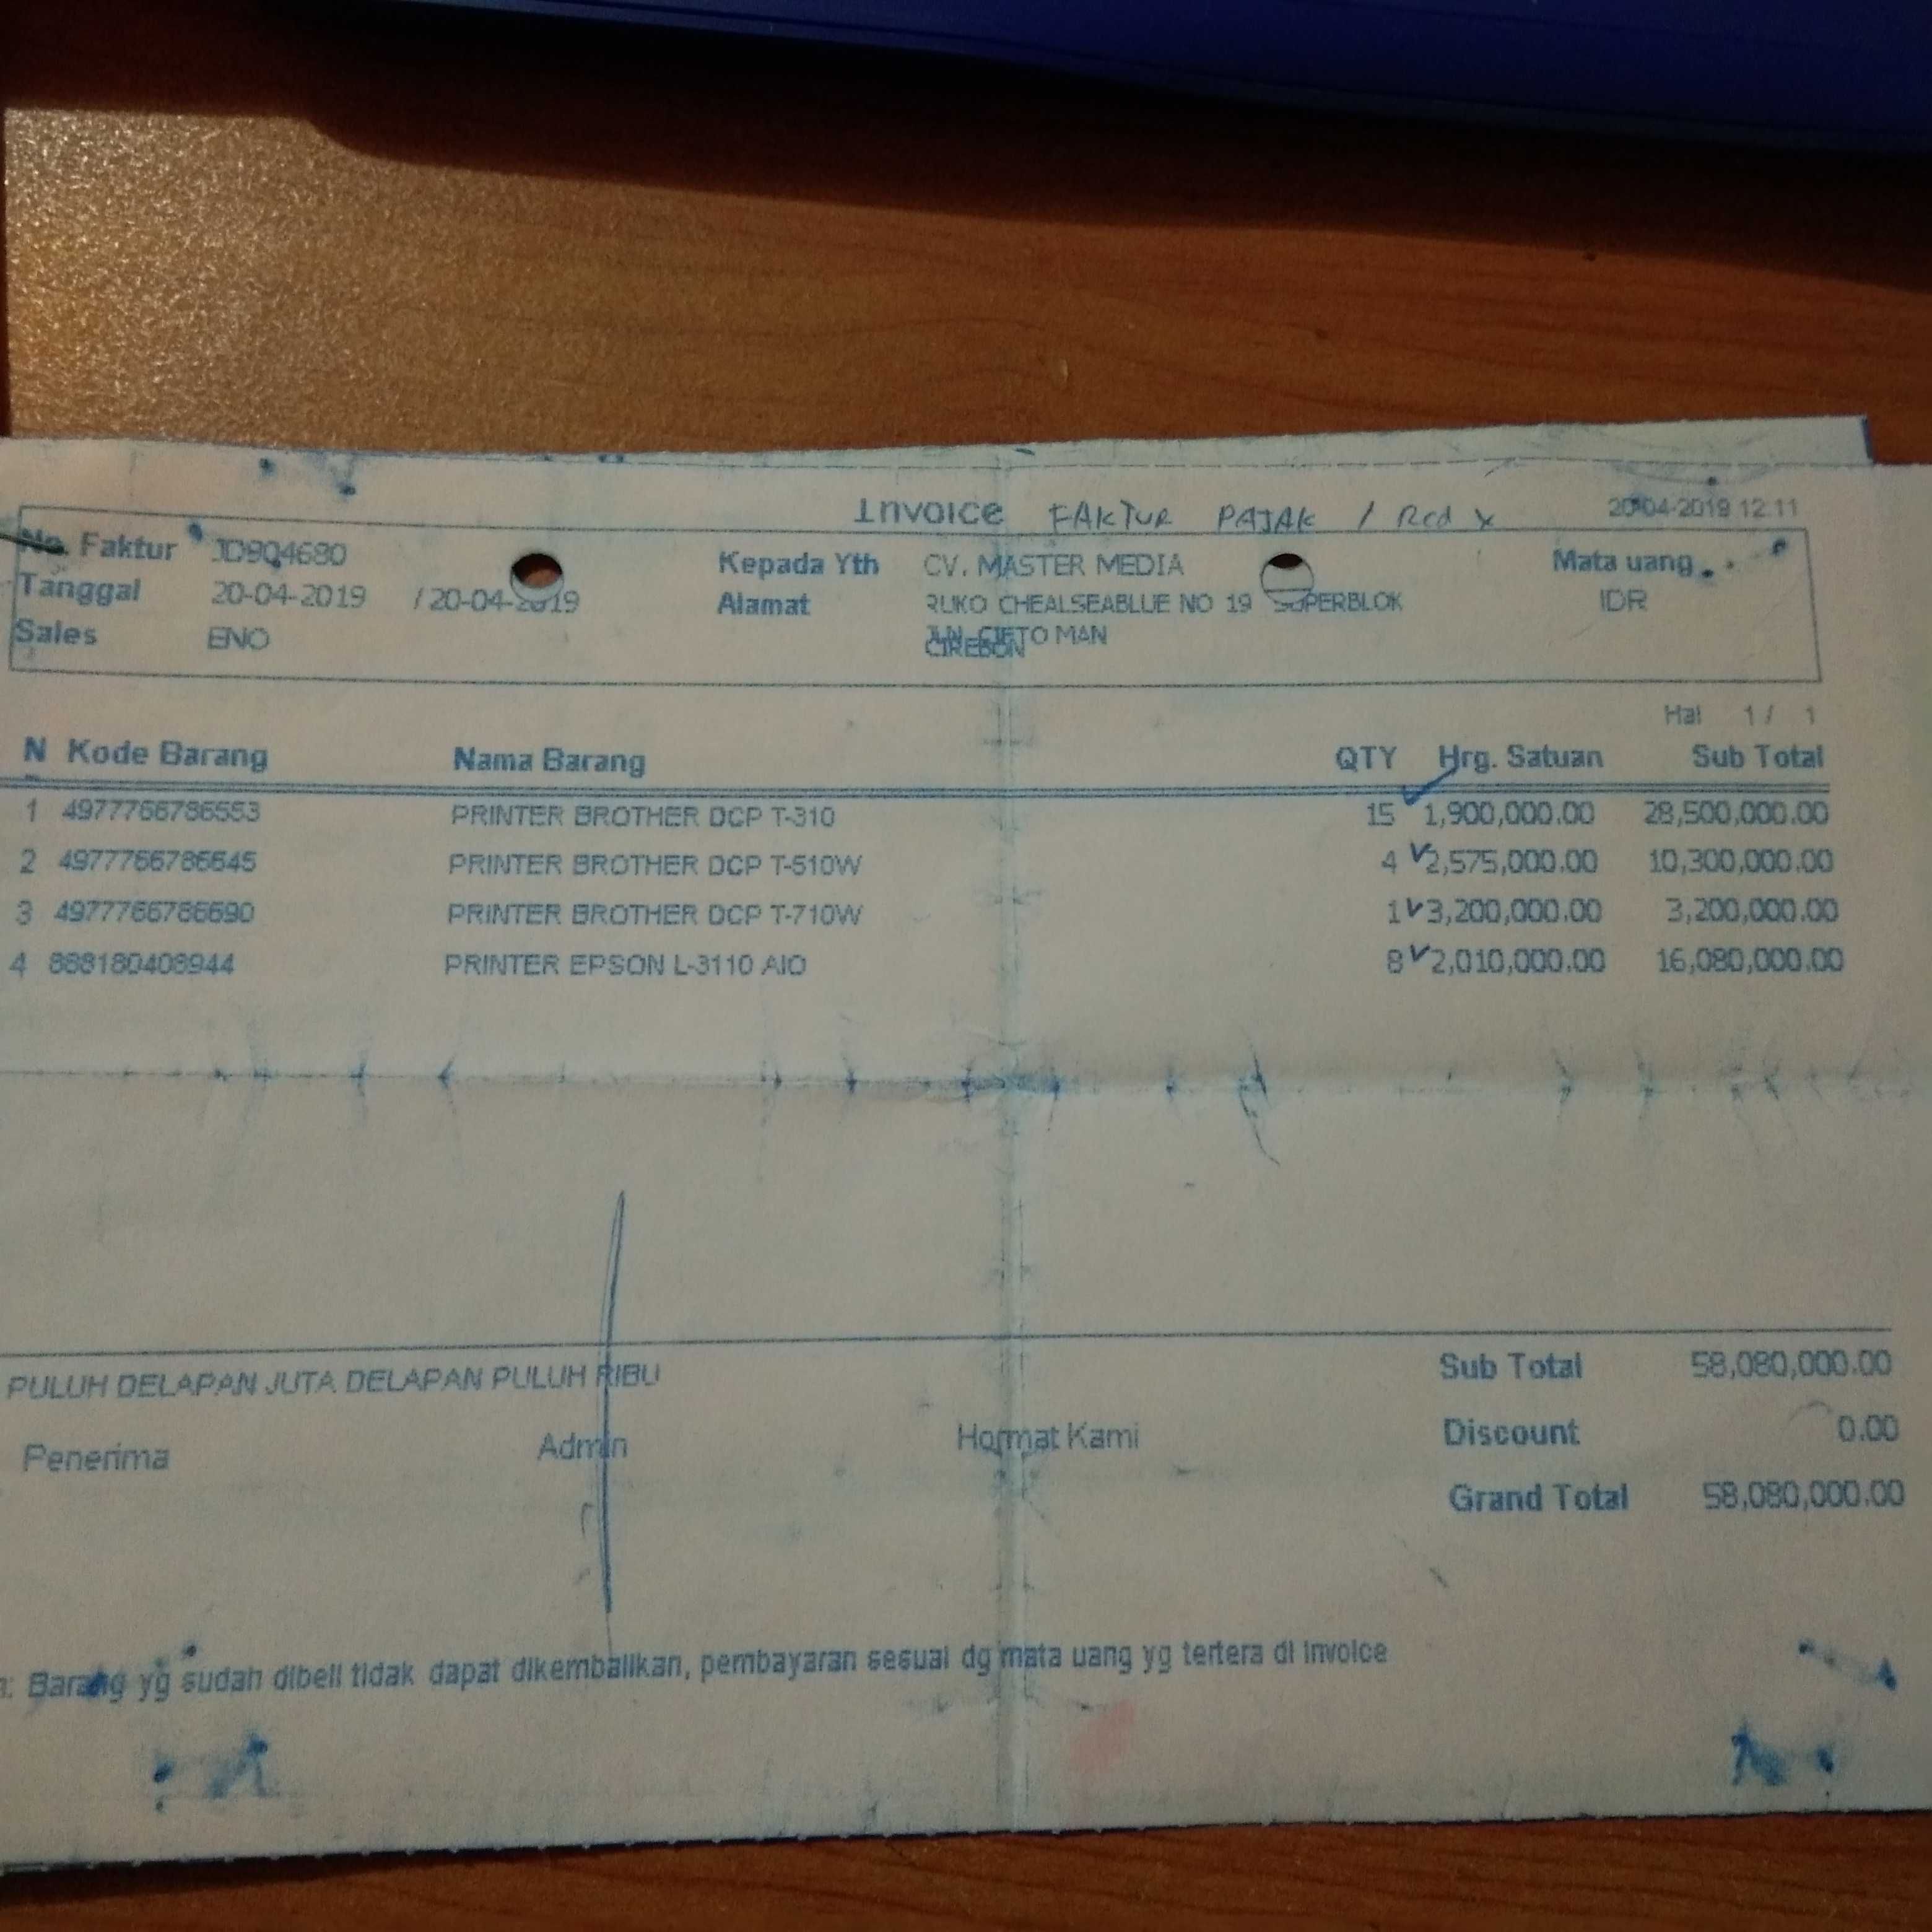 Invoice FAKTUR PAJAK / Rcd x 20-04-2019 12:11
No. Faktur JD904680 Kepada Yth CV. MASTER MEDIA Mata uang
Tanggal 20-04-2019 / 20-04-2019 Alamat RUKO CHEALSEABLUE NO 19 SUPERBLOK IDR
Sales ENO JLN. CIPTO MAN
CIREBON
Hal 1 / 1
N Kode Barang Nama Barang QTY Hrg. Satuan Sub Total
1 4977766786553 PRINTER BROTHER DCP T-310 15 1,900,000.00 28,500,000.00
2 4977766786645 PRINTER BROTHER DCP T-510W 4 2,575,000.00 10,300,000.00
3 4977766786690 PRINTER BROTHER DCP T-710W 1 3,200,000.00 3,200,000.00
4 888180408944 PRINTER EPSON L-3110 AIO 8 2,010,000.00 16,080,000.00
PULUH DELAPAN JUTA DELAPAN PULUH RIBU Sub Total 58,080,000.00
Penerima Admin Hormat Kami Discount 0.00
Grand Total 58,080,000.00
: Barang yg sudah dibeli tidak dapat dikembalikan, pembayaran sesuai dg mata uang yg tertera di invoice